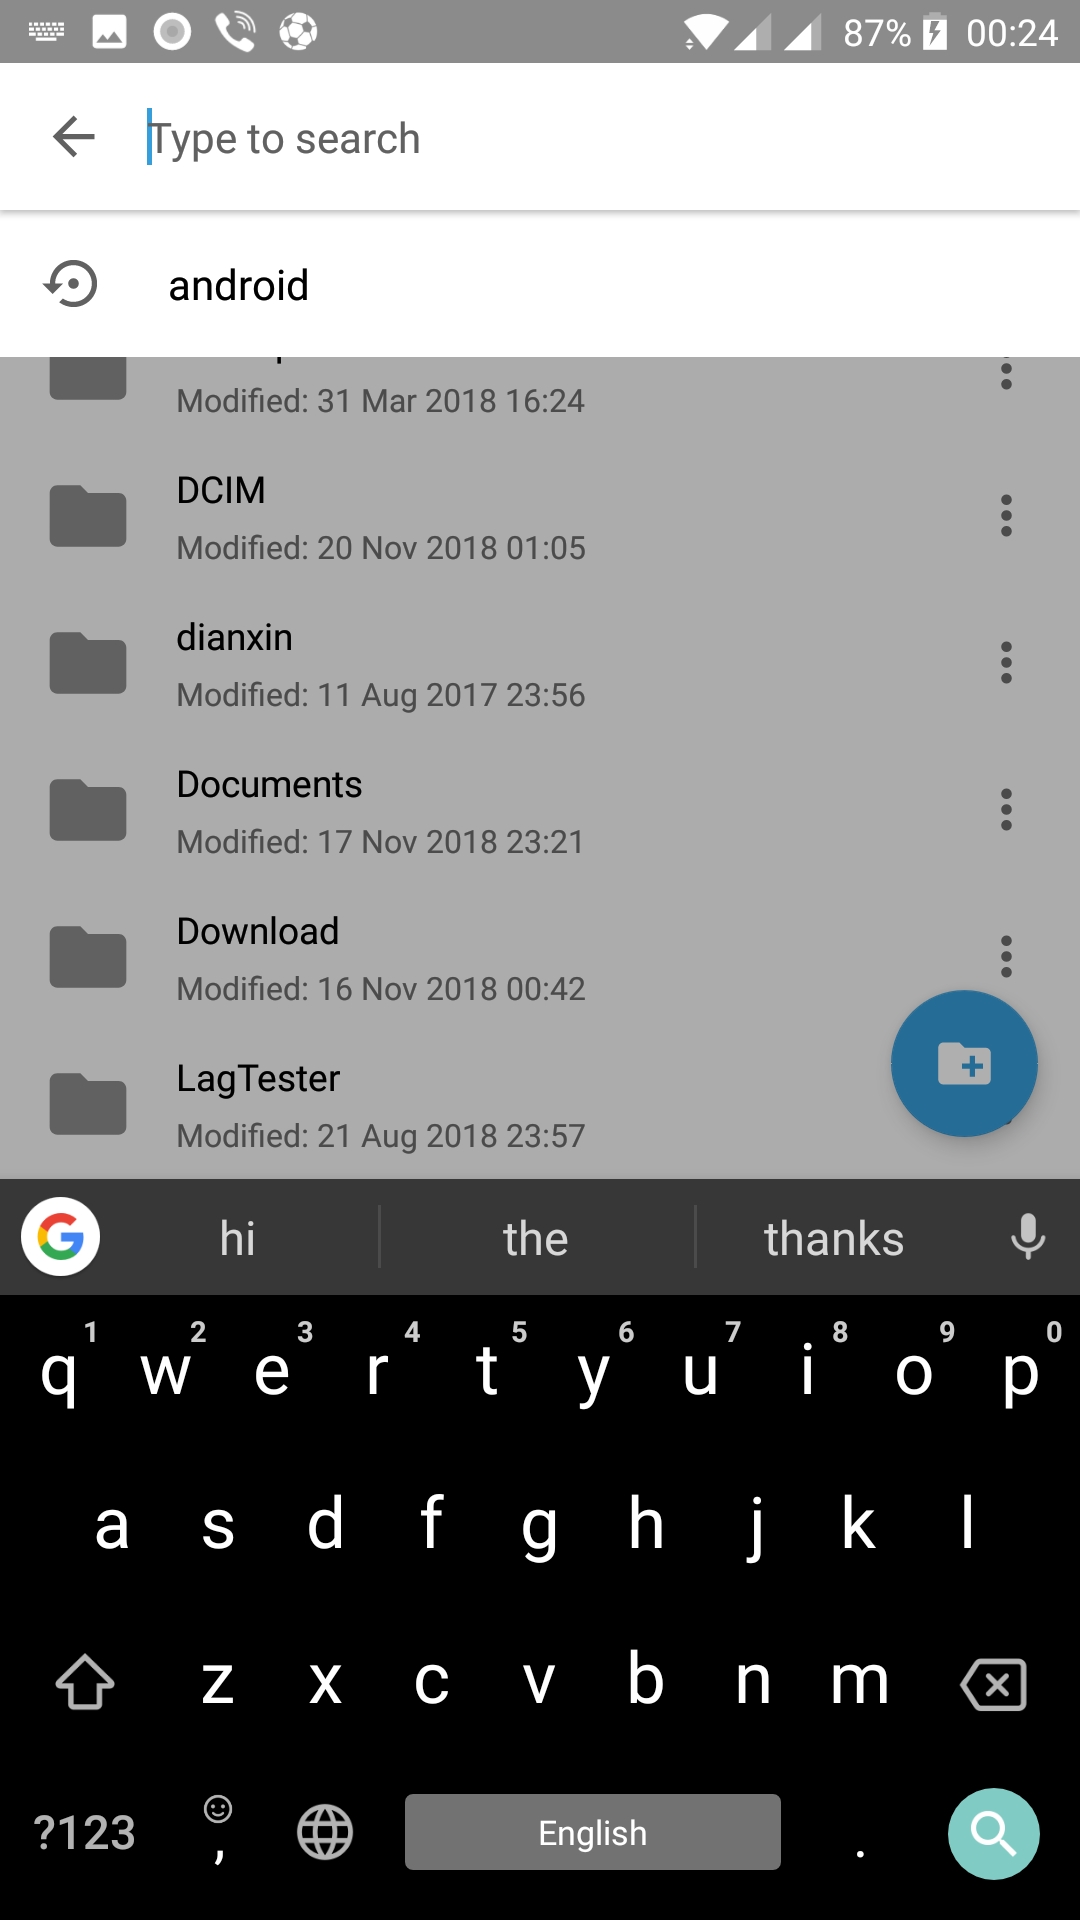 87% 00:24
Type to search
android
Modified: 31 Mar 2018 16:24
DCIM
Modified: 20 Nov 2018 01:05
dianxin
Modified: 11 Aug 2017 23:56
Documents
Modified: 17 Nov 2018 23:21
Download
Modified: 16 Nov 2018 00:42
LagTester
Modified: 21 Aug 2018 23:57
hi the thanks
1 2 3 4 5 6 7 8 9 0
q w e r t y u i o p
a s d f g h j k l
z x c v b n m
?123 , English .